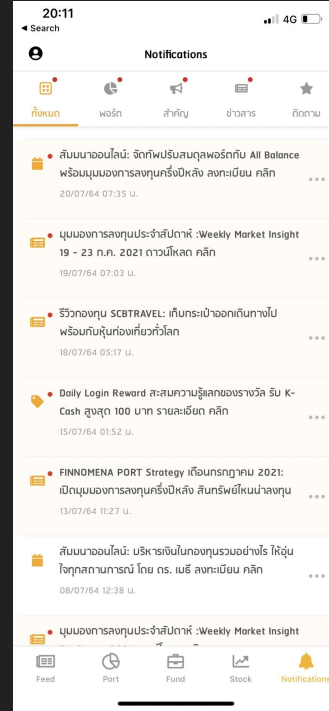 20:11
4G
◀ Search
Notifications
ทั้งหมด
พอร์ต
สำคัญ
ข่าวสาร
ติดตาม
สัมมนาออนไลน์: จัดทัพปรับสมดุลพอร์ตกับ All Balance
พร้อมมุมมองการลงทุนครึ่งปีหลัง ลงทะเบียน คลิก
20/07/64 07:35 น.
มุมมองการลงทุนประจำสัปดาห์ :Weekly Market Insight
19 - 23 ก.ค. 2021 ดาวน์โหลด คลิก
19/07/64 07:03 น.
รีวิวกองทุน SCBTRAVEL: เก็บกระเป๋าออกเดินทางไป
พร้อมกับหุ้นท่องเที่ยวทั่วโลก
18/07/64 05:17 น.
Daily Login Reward สะสมความรู้แลกของรางวัล รับ K-
Cash สูงสุด 100 บาท รายละเอียด คลิก
15/07/64 01:52 น.
FINNOMENA PORT Strategy เดือนกรกฎาคม 2021:
เปิดมุมมองการลงทุนครึ่งปีหลัง สินทรัพย์ไหนน่าลงทุน
13/07/64 11:27 น.
สัมมนาออนไลน์: บริหารเงินในกองทุนรวมอย่างไร ให้อุ่น
ใจทุกสถานการณ์ โดย ดร. เมธี ลงทะเบียน คลิก
08/07/64 12:38 น.
มุมมองการลงทุนประจำสัปดาห์ :Weekly Market Insight
Feed
Port
Fund
Stock
Notifications